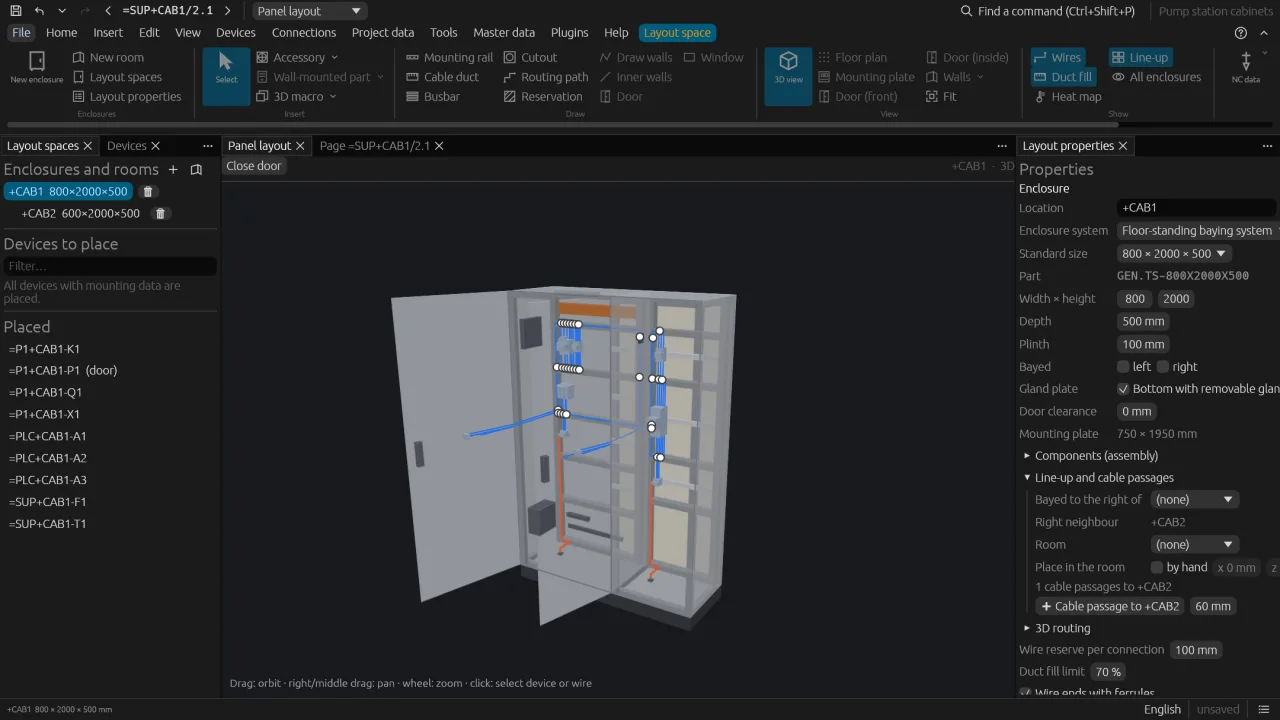 =SUP+CAB1/2.1
Panel layout
Find a command (Ctrl+Shift+P)
Pump station cabinets
File Home Insert Edit View Devices Connections Project data Tools Master data Plugins Help Layout space
New enclosure
New room
Layout spaces
Layout properties
Enclosures
Select
Accessory
Wall-mounted part
3D macro
Insert
Mounting rail
Cable duct
Busbar
Cutout
Routing path
Reservation
Draw walls
Inner walls
Door
Window
Draw
3D view
Floor plan
Mounting plate
Door (front)
Door (inside)
Walls
Fit
View
Wires
Duct fill
Heat map
Line-up
All enclosures
Show
NC data
Layout spaces
Devices
Enclosures and rooms
+CAB1 800×2000×500
+CAB2 600×2000×500
Devices to place
Filter…
All devices with mounting data are
placed.
Placed
=P1+CAB1-K1
=P1+CAB1-P1 (door)
=P1+CAB1-Q1
=P1+CAB1-X1
=PLC+CAB1-A1
=PLC+CAB1-A2
=PLC+CAB1-A3
=SUP+CAB1-F1
=SUP+CAB1-T1
Panel layout
Page =SUP+CAB1/2.1
Close door
+CAB1 · 3D
Drag: orbit · right/middle drag: pan · wheel: zoom · click: select device or wire
Layout properties
Properties
Enclosure
Location +CAB1
Enclosure system Floor-standing baying system
Standard size 800 × 2000 × 500
Part GEN.TS-800X2000X500
Width × height 800 2000
Depth 500 mm
Plinth 100 mm
Bayed left right
Gland plate Bottom with removable glan
Door clearance 0 mm
Mounting plate 750 × 1950 mm
Components (assembly)
Line-up and cable passages
Bayed to the right of (none)
Right neighbour +CAB2
Room (none)
Place in the room by hand x 0 mm z
1 cable passages to +CAB2
+ Cable passage to +CAB2 60 mm
3D routing
Wire reserve per connection 100 mm
Duct fill limit 70 %
Wire ends with ferrules
+CAB1 800 × 2000 × 500 mm
English
unsaved